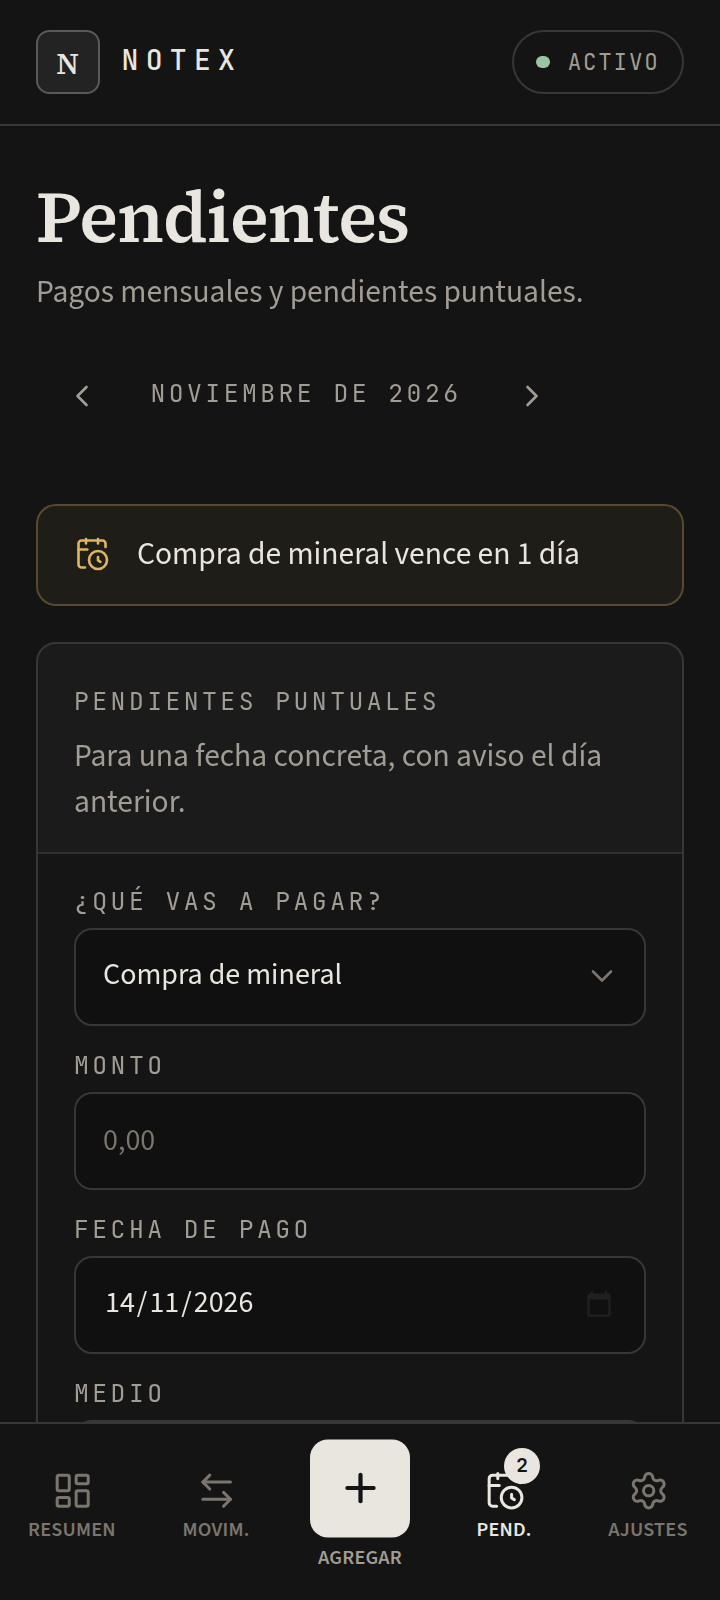 N NOTEX
ACTIVO
Pendientes
Pagos mensuales y pendientes puntuales.
NOVIEMBRE DE 2026
Compra de mineral vence en 1 día
PENDIENTES PUNTUALES
Para una fecha concreta, con aviso el día
anterior.
¿QUÉ VAS A PAGAR?
Compra de mineral
MONTO
0,00
FECHA DE PAGO
14/11/2026
MEDIO
RESUMEN
MOVIM.
AGREGAR
2
PEND.
AJUSTES